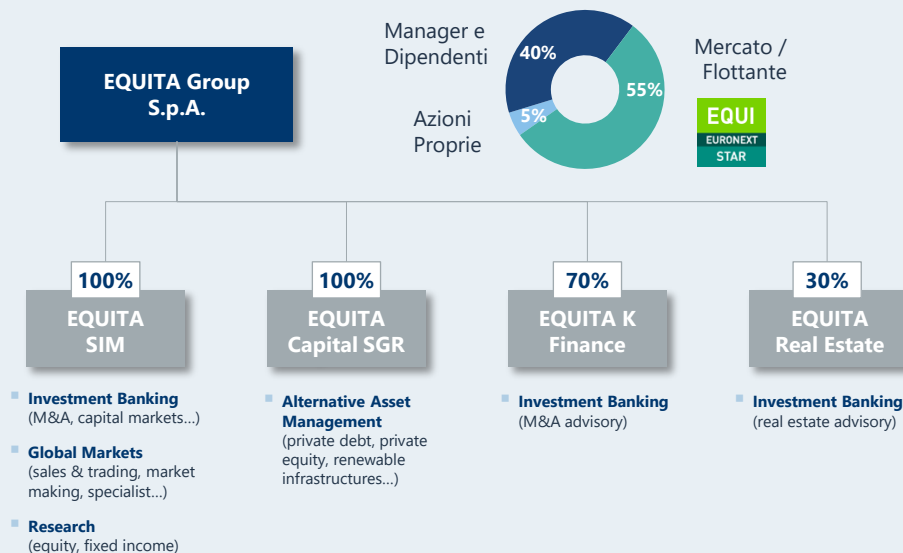 EQUITA Group
S.p.A.
Manager e
Dipendenti
40%
55%
5%
Azioni
Proprie
Mercato /
Flottante
EQUI
EURONEXT
STAR
100%
EQUITA
SIM
Investment Banking
(M&A, capital markets...)
Global Markets
(sales & trading, market
making, specialist...)
Research
(equity, fixed income)
100%
EQUITA
Capital SGR
Alternative Asset
Management
(private debt, private
equity, renewable
infrastructures...)
70%
EQUITA K
Finance
Investment Banking
(M&A advisory)
30%
EQUITA
Real Estate
Investment Banking
(real estate advisory)